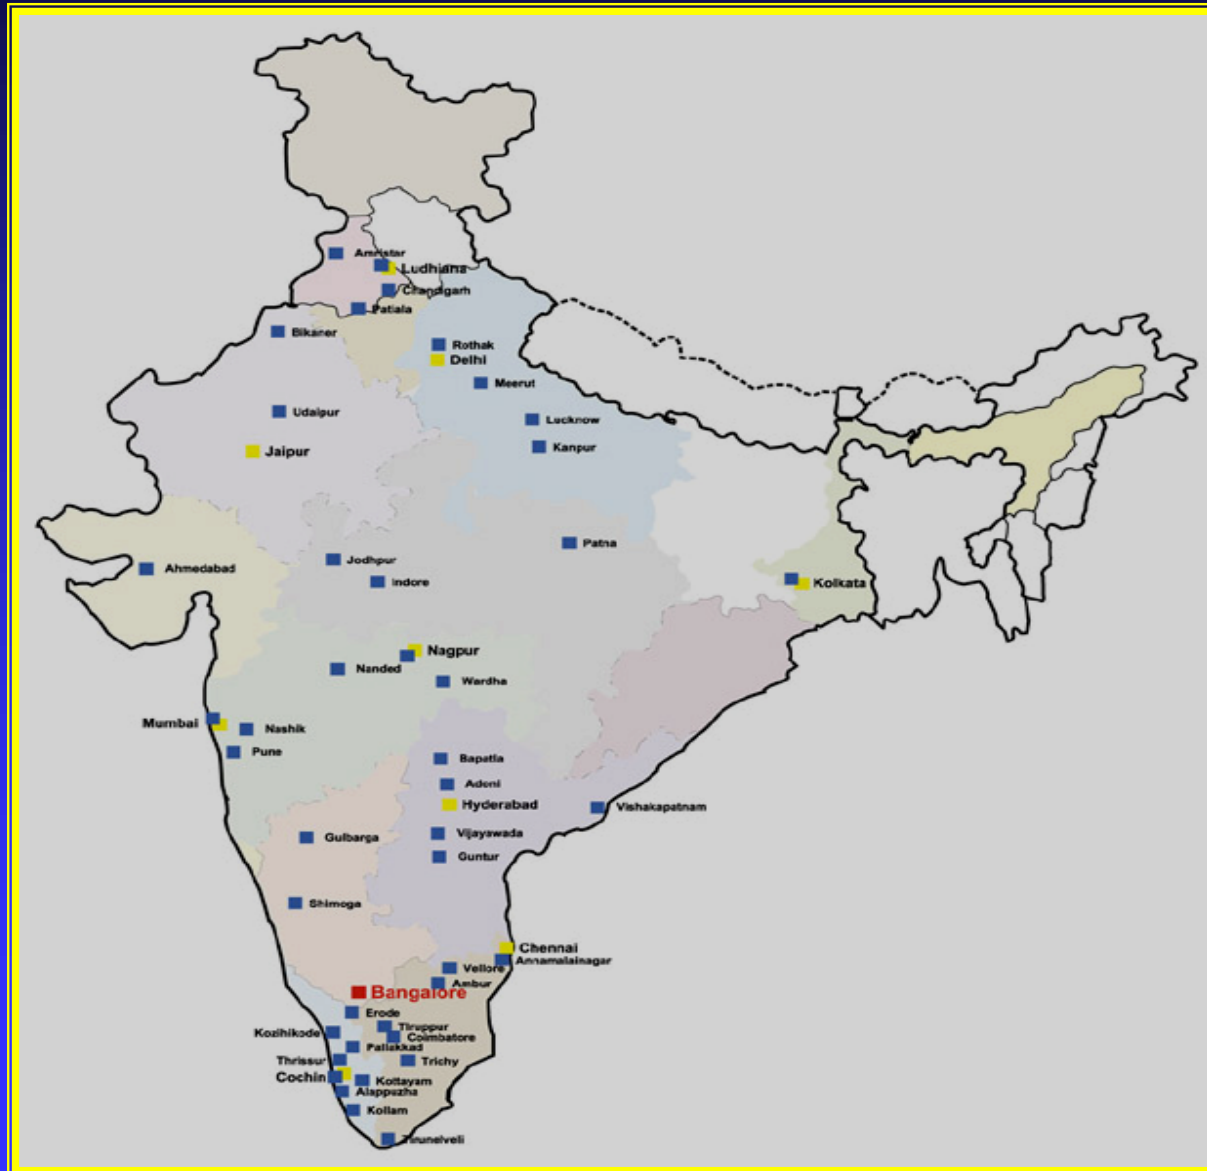 Amristar
Ludhiana
Chandigarh
Patiala
Bikaner
Rothak
Delhi
Meerut
Udaipur
Lucknow
Kanpur
Jaipur
Patna
Jodhpur
Ahmedabad
Indore
Kolkata
Nagpur
Nanded
Wardha
Mumbai
Nashik
Pune
Bapatla
Adoni
Hyderabad
Vishakapatnam
Vijayawada
Gulbarga
Guntur
Shimoga
Chennai
Annamalainagar
Vellore
Ambur
Bangalore
Erode
Tiruppur
Kozihikode
Coimbatore
Pallakkad
Thrissur
Trichy
Cochin
Kottayam
Alappuzha
Kollam
Tirunelveli